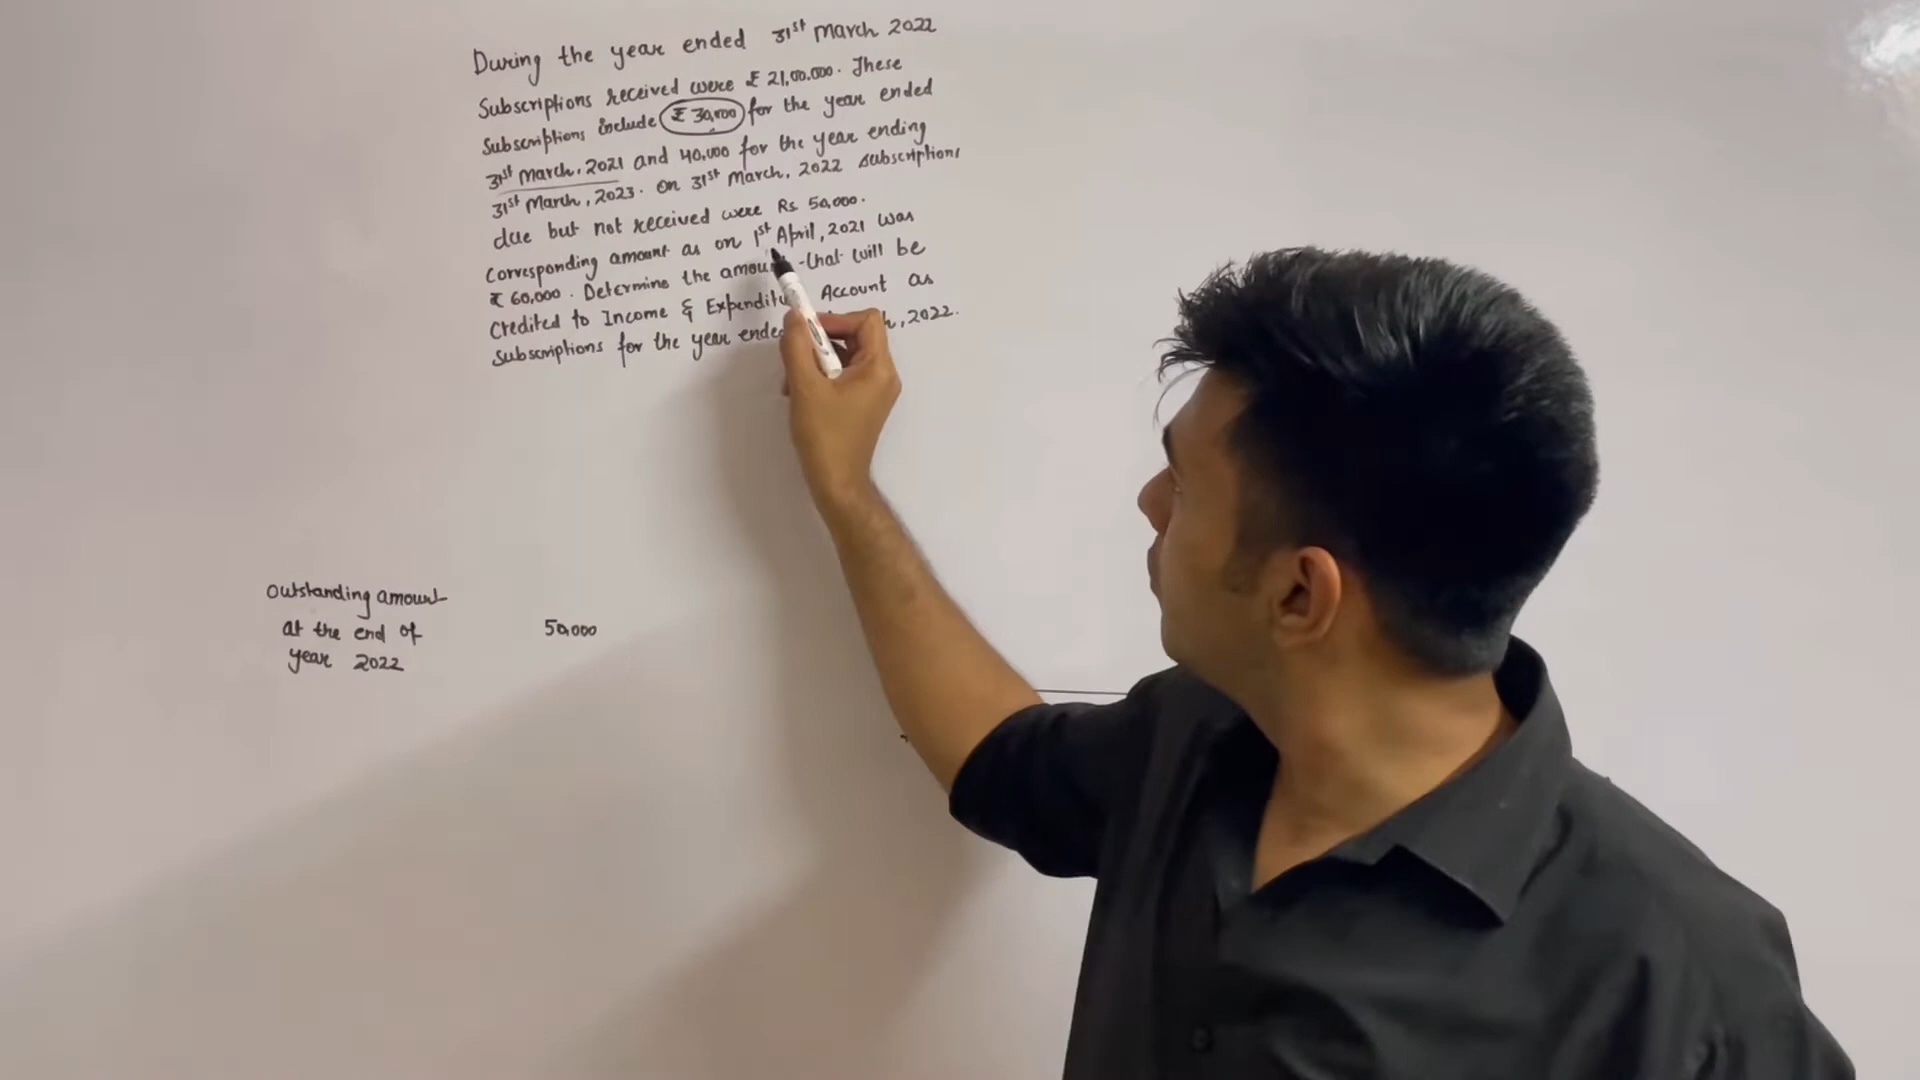 During the year ended 31st March 2022
Subscriptions received were ₹ 21,00,000. These
Subscriptions include ₹ 30,000 for the year ended
31st March, 2021 and 40,000 for the year ending
31st March, 2023. On 31st March, 2022 subscriptions
due but not received were Rs 50,000.
Corresponding amount as on 1st April, 2021 was
₹ 60,000. Determine the that will be
Credited to Income & Account as
Subscriptions for the year , 2022.
Outstanding amount
at the end of
year 2022
50,000